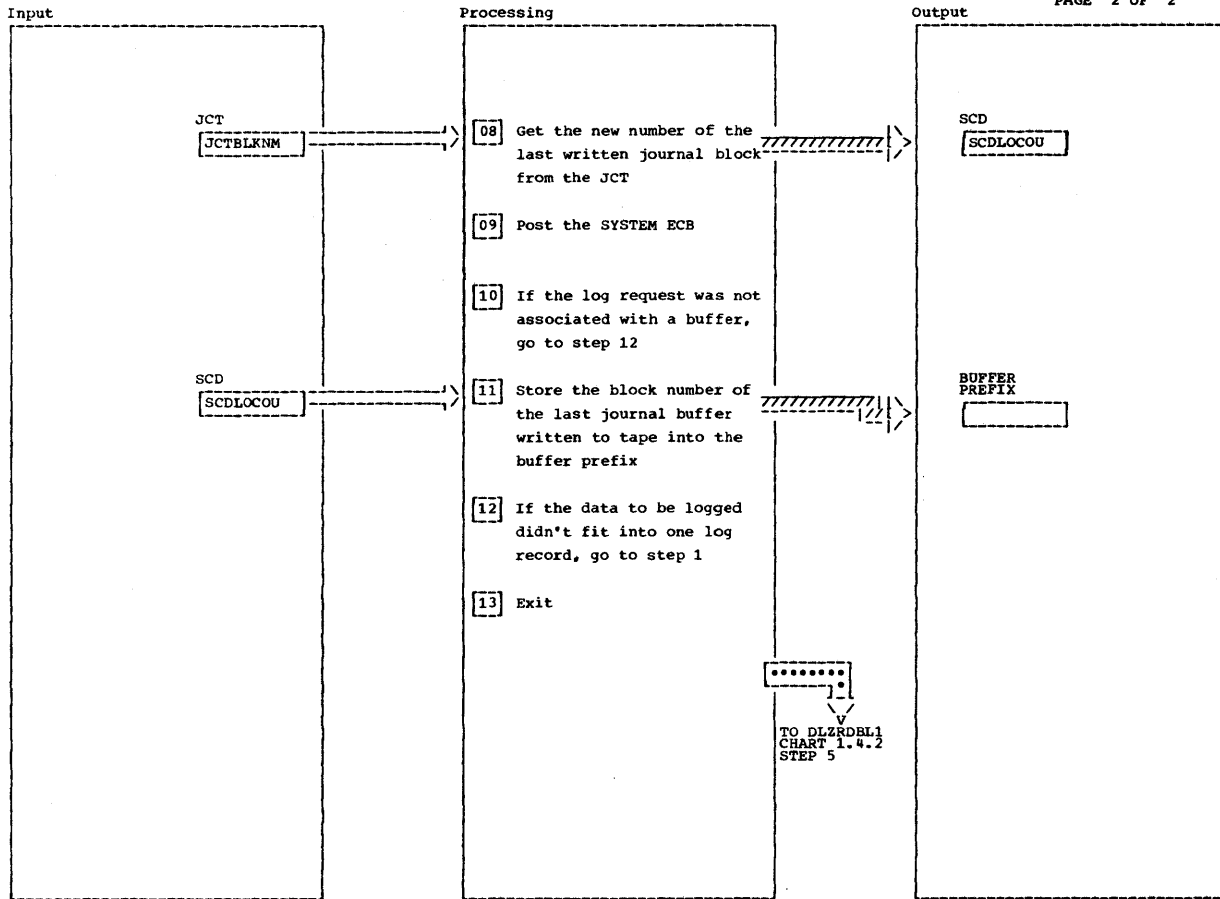 PAGE 2 OF 2
Input
Processing
Output
JCT
JCTBLKNM
08 Get the new number of the
last written journal block
from the JCT
SCD
SCDLOCOU
09 Post the SYSTEM ECB
10 If the log request was not
associated with a buffer,
go to step 12
SCD
SCDLOCOU
11 Store the block number of
the last journal buffer
written to tape into the
buffer prefix
BUFFER
PREFIX
12 If the data to be logged
didn't fit into one log
record, go to step 1
13 Exit
TO DLZRDBL1
CHART 1.4.2
STEP 5